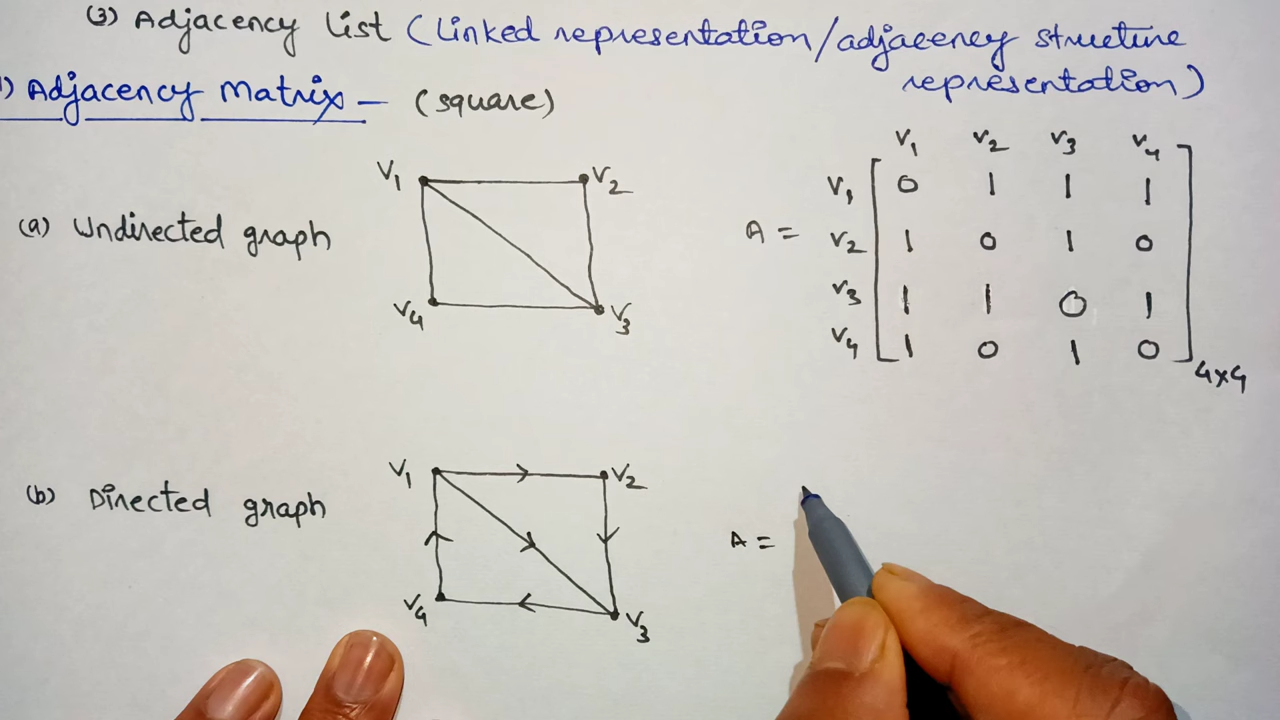 (3) Adjacency list (linked representation/adjacency structure
representation)
1) Adjacency Matrix - (square)
(a) Undirected graph
V1 V2
V4 V3
V1 V2 V3 V4
A =
V1 0 1 1 1
V2 1 0 1 0
V3 1 1 0 1
V4 1 0 1 0
4x4
(b) Directed graph
V1 V2
V4 V3
A =